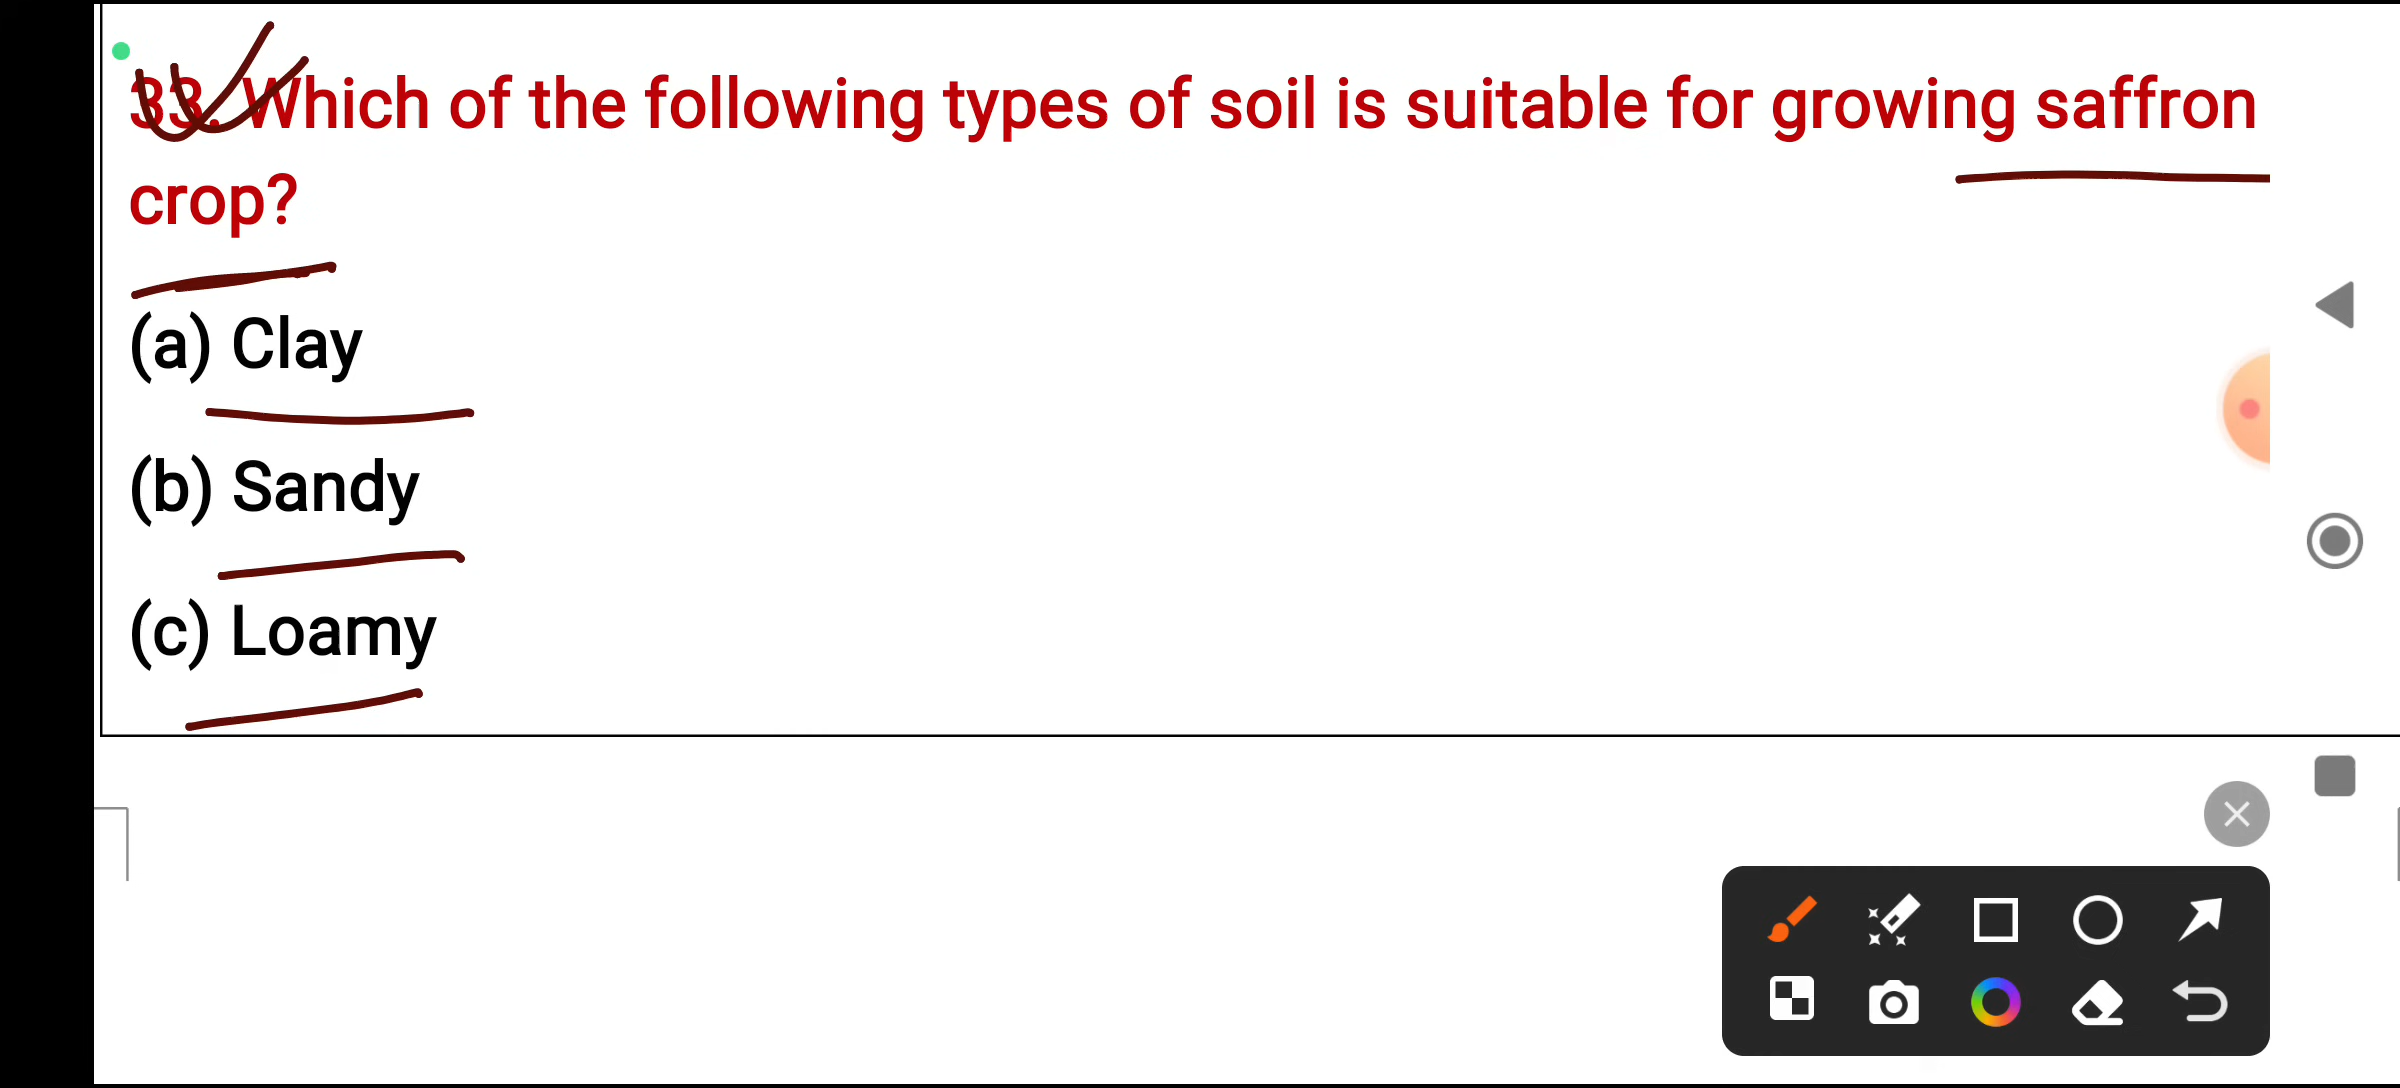 33. Which of the following types of soil is suitable for growing saffron
crop?
(a) Clay
(b) Sandy
(c) Loamy